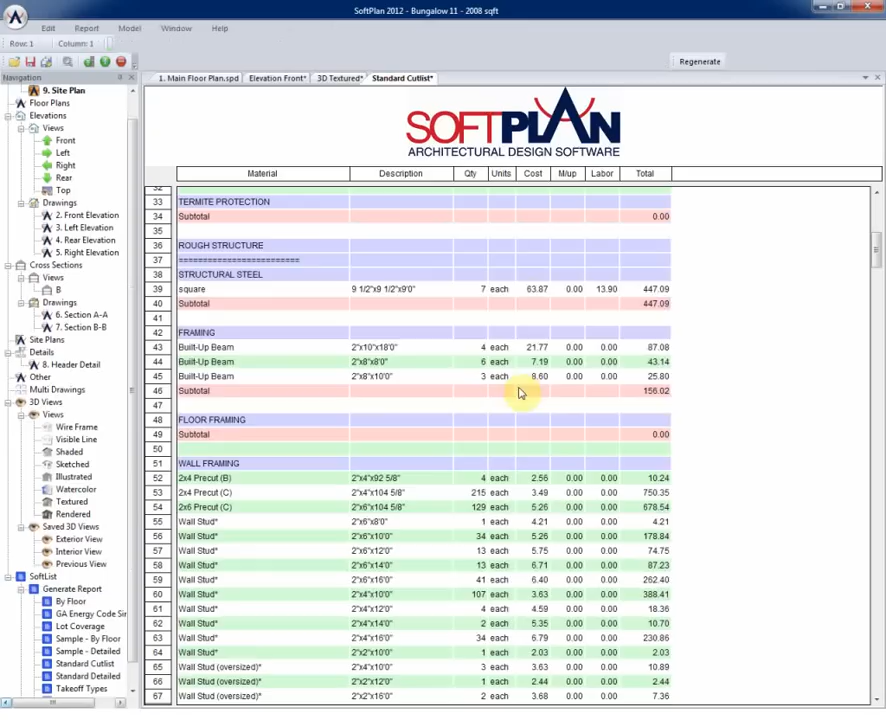 SoftPlan 2012 - Bungalow 11 - 2008 sqft
Edit Report Model Window Help
Row: 1 Column: 1
Navigation
1. Main Floor Plan.spd Elevation Front* 3D Textured* Standard Cutlist*
Regenerate
9. Site Plan
Floor Plans
Elevations
Views
Front
Left
Right
Rear
Top
Drawings
2. Front Elevation
3. Left Elevation
4. Rear Elevation
5. Right Elevation
Cross Sections
Views
B
Drawings
6. Section A-A
7. Section B-B
Site Plans
Details
8. Header Detail
Other
Multi Drawings
3D Views
Views
Wire Frame
Visible Line
Shaded
Sketched
Illustrated
Watercolor
Textured
Rendered
Saved 3D Views
Exterior View
Interior View
Previous View
SoftList
Generate Report
By Floor
GA Energy Code Sir
Lot Coverage
Sample - By Floor
Sample - Detailed
Standard Cutlist
Standard Detailed
Takeoff Types
SOFTPLAN
ARCHITECTURAL DESIGN SOFTWARE
Material Description Qty Units Cost M/up Labor Total
32
33 TERMITE PROTECTION
34 Subtotal 0.00
35
36 ROUGH STRUCTURE
37 =========================
38 STRUCTURAL STEEL
39 square 9 1/2"x9 1/2"x9'0" 7 each 63.87 0.00 13.90 447.09
40 Subtotal 447.09
41
42 FRAMING
43 Built-Up Beam 2"x10"x18'0" 4 each 21.77 0.00 0.00 87.08
44 Built-Up Beam 2"x8"x8'0" 6 each 7.19 0.00 0.00 43.14
45 Built-Up Beam 2"x8"x10'0" 3 each 8.60 0.00 0.00 25.80
46 Subtotal 156.02
47
48 FLOOR FRAMING
49 Subtotal 0.00
50
51 WALL FRAMING
52 2x4 Precut (B) 2"x4"x92 5/8" 4 each 2.56 0.00 0.00 10.24
53 2x4 Precut (C) 2"x4"x104 5/8" 215 each 3.49 0.00 0.00 750.35
54 2x6 Precut (C) 2"x6"x104 5/8" 129 each 5.26 0.00 0.00 678.54
55 Wall Stud* 2"x6"x8'0" 1 each 4.21 0.00 0.00 4.21
56 Wall Stud* 2"x6"x10'0" 34 each 5.26 0.00 0.00 178.84
57 Wall Stud* 2"x6"x12'0" 13 each 5.75 0.00 0.00 74.75
58 Wall Stud* 2"x6"x14'0" 13 each 6.71 0.00 0.00 87.23
59 Wall Stud* 2"x6"x16'0" 41 each 6.40 0.00 0.00 262.40
60 Wall Stud* 2"x4"x10'0" 107 each 3.63 0.00 0.00 388.41
61 Wall Stud* 2"x4"x12'0" 4 each 4.59 0.00 0.00 18.36
62 Wall Stud* 2"x4"x14'0" 2 each 5.35 0.00 0.00 10.70
63 Wall Stud* 2"x4"x16'0" 34 each 6.79 0.00 0.00 230.86
64 Wall Stud* 2"x2"x10'0" 1 each 2.03 0.00 0.00 2.03
65 Wall Stud (oversized)* 2"x4"x10'0" 3 each 3.63 0.00 0.00 10.89
66 Wall Stud (oversized)* 2"x2"x12'0" 1 each 2.44 0.00 0.00 2.44
67 Wall Stud (oversized)* 2"x2"x16'0" 2 each 3.68 0.00 0.00 7.36